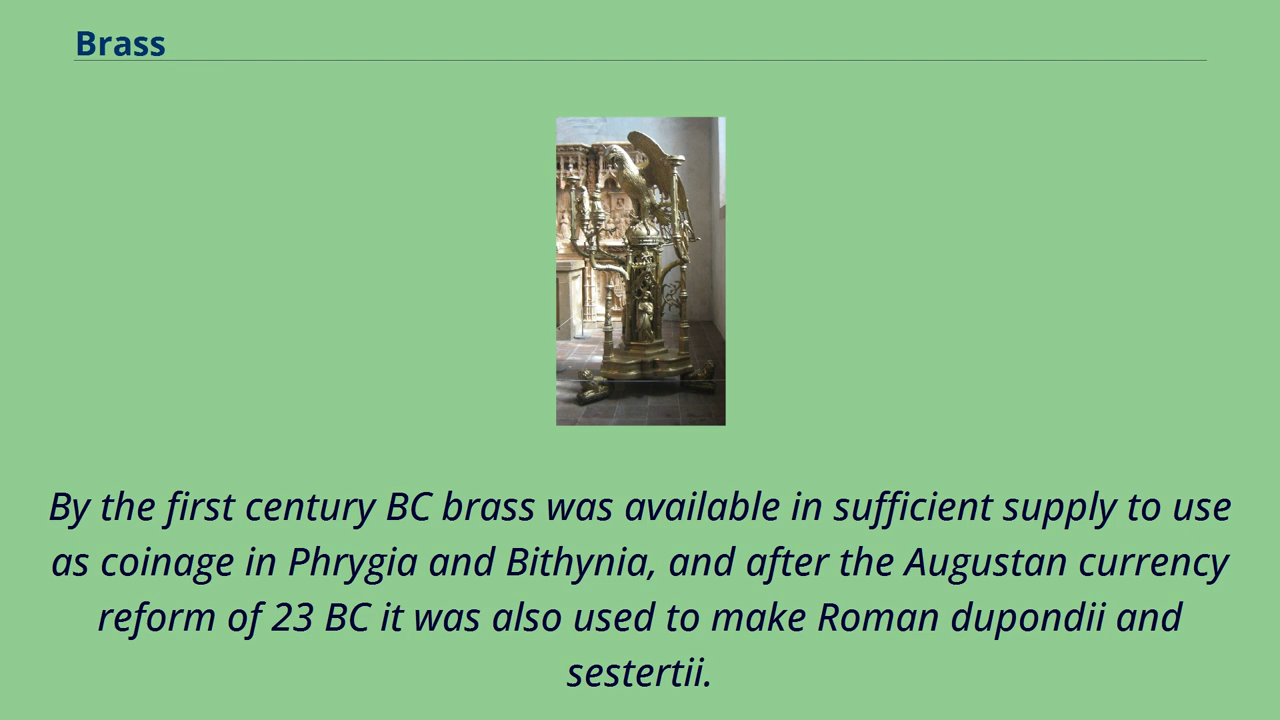 Brass
By the first century BC brass was available in sufficient supply to use
as coinage in Phrygia and Bithynia, and after the Augustan currency
reform of 23 BC it was also used to make Roman dupondii and
sestertii.